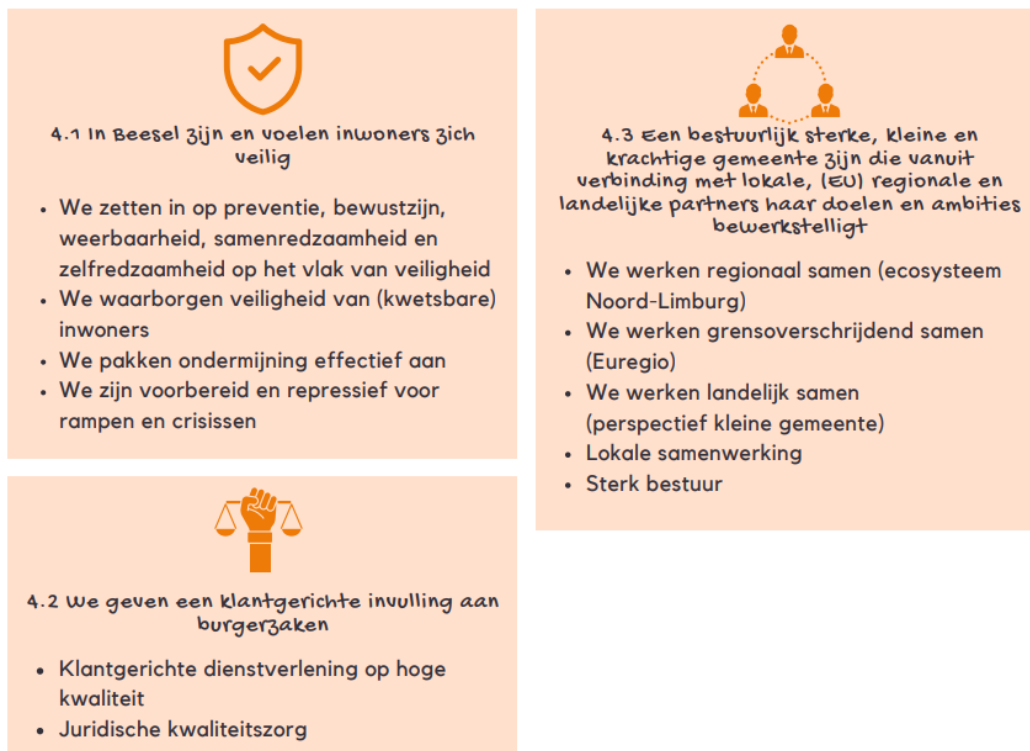 4.1 In Beesel zijn en voelen inwoners zich
veilig
• We zetten in op preventie, bewustzijn,
weerbaarheid, samenredzaamheid en
zelfredzaamheid op het vlak van veiligheid
• We waarborgen veiligheid van (kwetsbare)
inwoners
• We pakken ondermijning effectief aan
• We zijn voorbereid en repressief voor
rampen en crisissen
4.2 We geven een klantgerichte invulling aan
burgerzaken
• Klantgerichte dienstverlening op hoge
kwaliteit
• Juridische kwaliteitszorg
4.3 Een bestuurlijk sterke, kleine en
krachtige gemeente zijn die vanuit
verbinding met lokale, (EU) regionale en
landelijke partners haar doelen en ambities
bewerkstelligt
• We werken regionaal samen (ecosysteem
Noord-Limburg)
• We werken grensoverschrijdend samen
(Euregio)
• We werken landelijk samen
(perspectief kleine gemeente)
• Lokale samenwerking
• Sterk bestuur